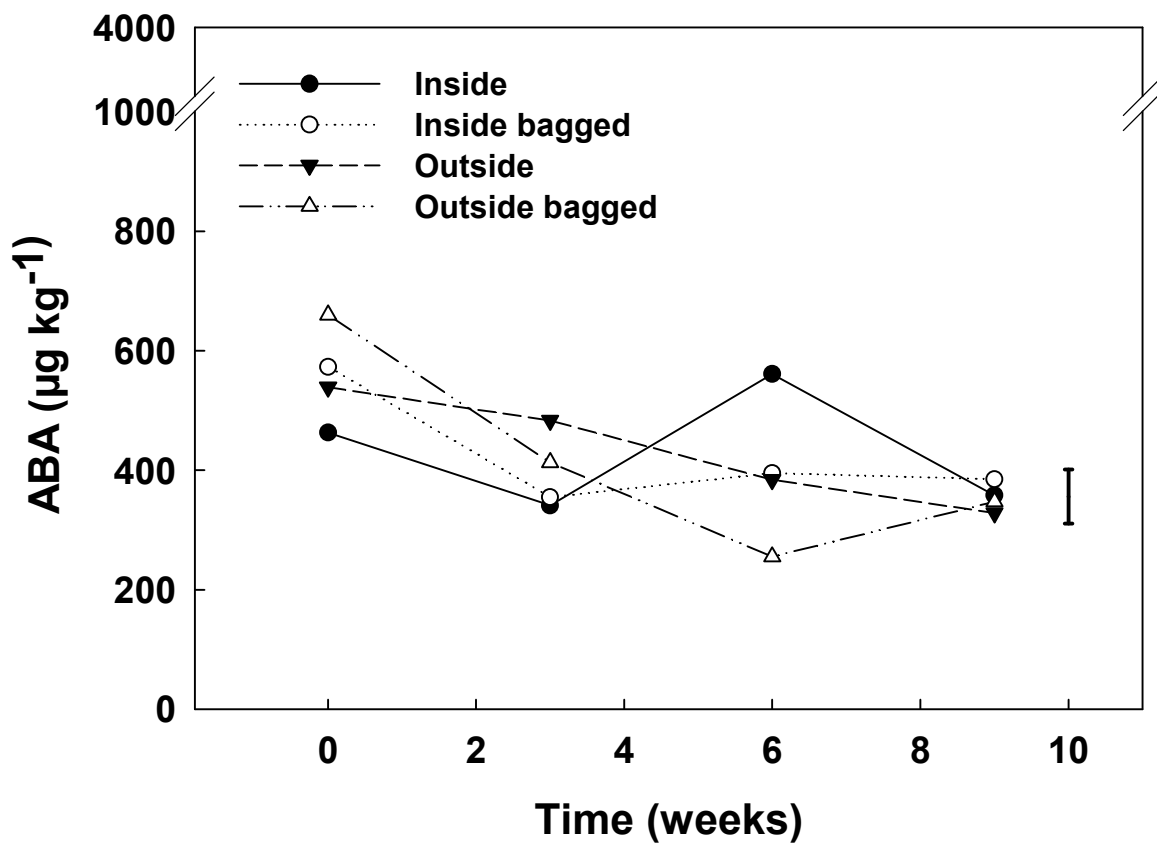 4000
1000
800
600
400
200
0
ABA (µg kg-1)
Inside
Inside bagged
Outside
Outside bagged
0 2 4 6 8 10
Time (weeks)